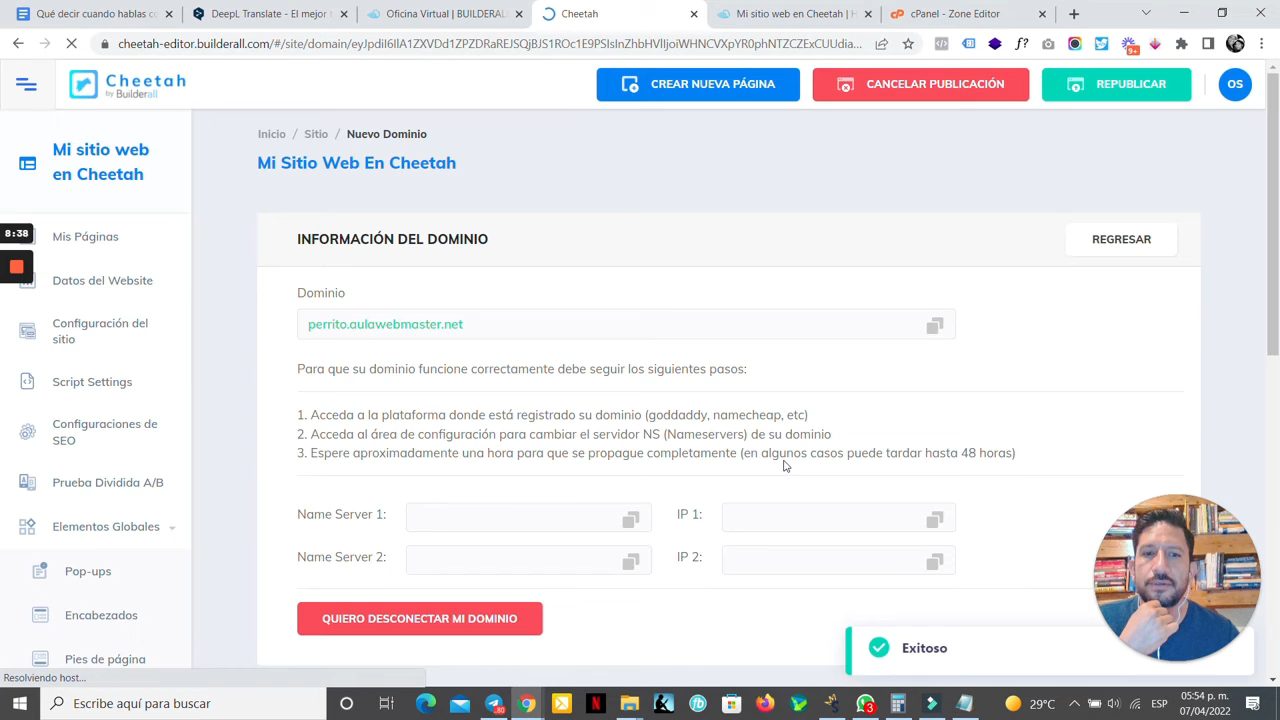 Qué decir cuando hablas co
DeepL Translate - El mejor t
Oficina Virtual | BUILDERAL
Cheetah
Mi sitio web en Cheetah | H
cPanel - Zone Editor
cheetah-editor.builderall.com/#/site/domain/
9+
Cheetah
by Builderall
CREAR NUEVA PÁGINA
CANCELAR PUBLICACIÓN
REPUBLICAR
OS
Mi sitio web
en Cheetah
8:38
Mis Páginas
Datos del Website
Configuración del
sitio
Script Settings
Configuraciones de
SEO
Prueba Dividida A/B
Elementos Globales
Pop-ups
Encabezados
Pies de página
Inicio / Sitio / Nuevo Dominio
Mi Sitio Web En Cheetah
INFORMACIÓN DEL DOMINIO
REGRESAR
Dominio
perrito.aulawebmaster.net
Para que su dominio funcione correctamente debe seguir los siguientes pasos:
1. Acceda a la plataforma donde está registrado su dominio (goddaddy, namecheap, etc)
2. Acceda al área de configuración para cambiar el servidor NS (Nameservers) de su dominio
3. Espere aproximadamente una hora para que se propague completamente (en algunos casos puede tardar hasta 48 horas)
Name Server 1:
IP 1:
Name Server 2:
IP 2:
QUIERO DESCONECTAR MI DOMINIO
Exitoso
Resolviendo host...
Escribe aquí para buscar
80
3
29°C
ESP
05:54 p. m.
07/04/2022